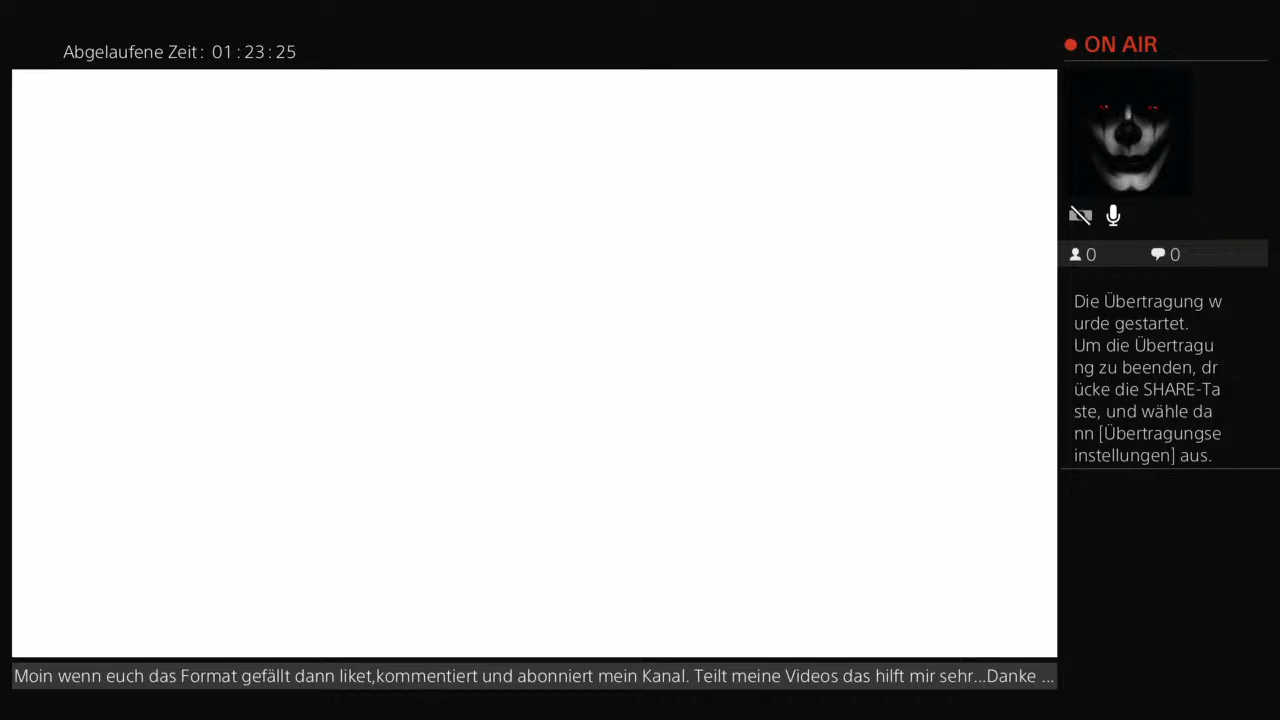 Abgelaufene Zeit: 01:23:25
ON AIR
0 0
Die Übertragung w
urde gestartet.
Um die Übertragu
ng zu beenden, dr
ücke die SHARE-Ta
ste, und wähle da
nn [Übertragungse
instellungen] aus.
Moin wenn euch das Format gefällt dann liket,kommentiert und abonniert mein Kanal. Teilt meine Videos das hilft mir sehr...Danke ...